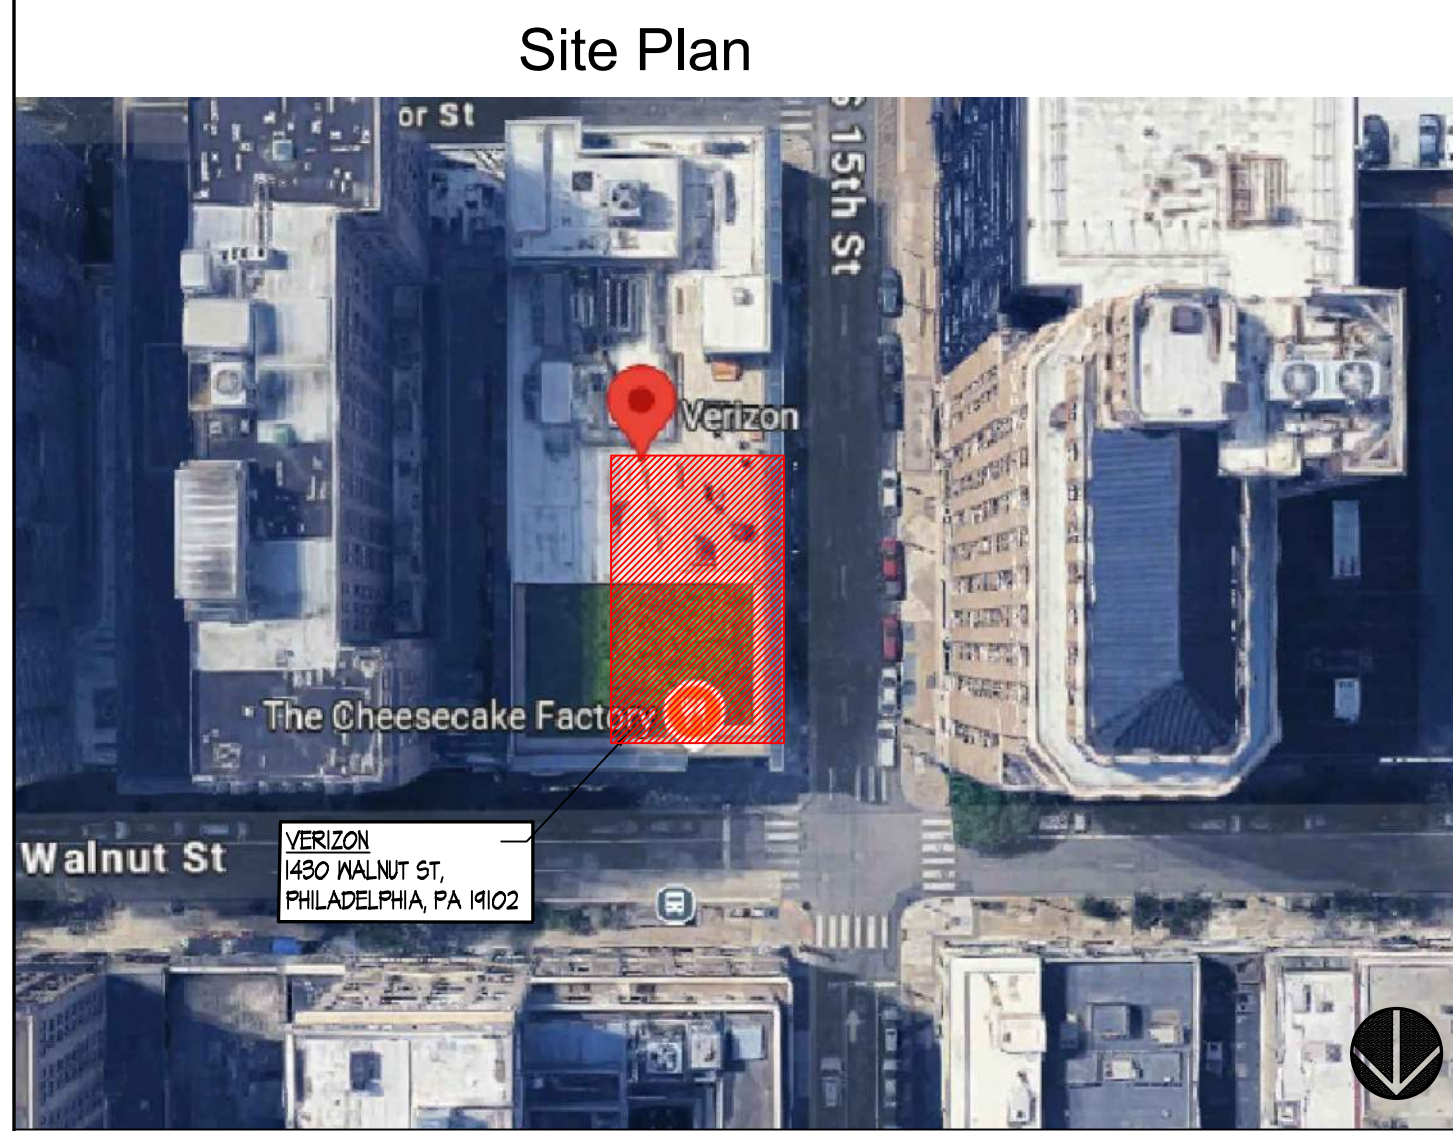 Site Plan
or St
S 15th St
Verizon
The Cheesecake Factory
Walnut St
VERIZON
1430 WALNUT ST,
PHILADELPHIA, PA 19102